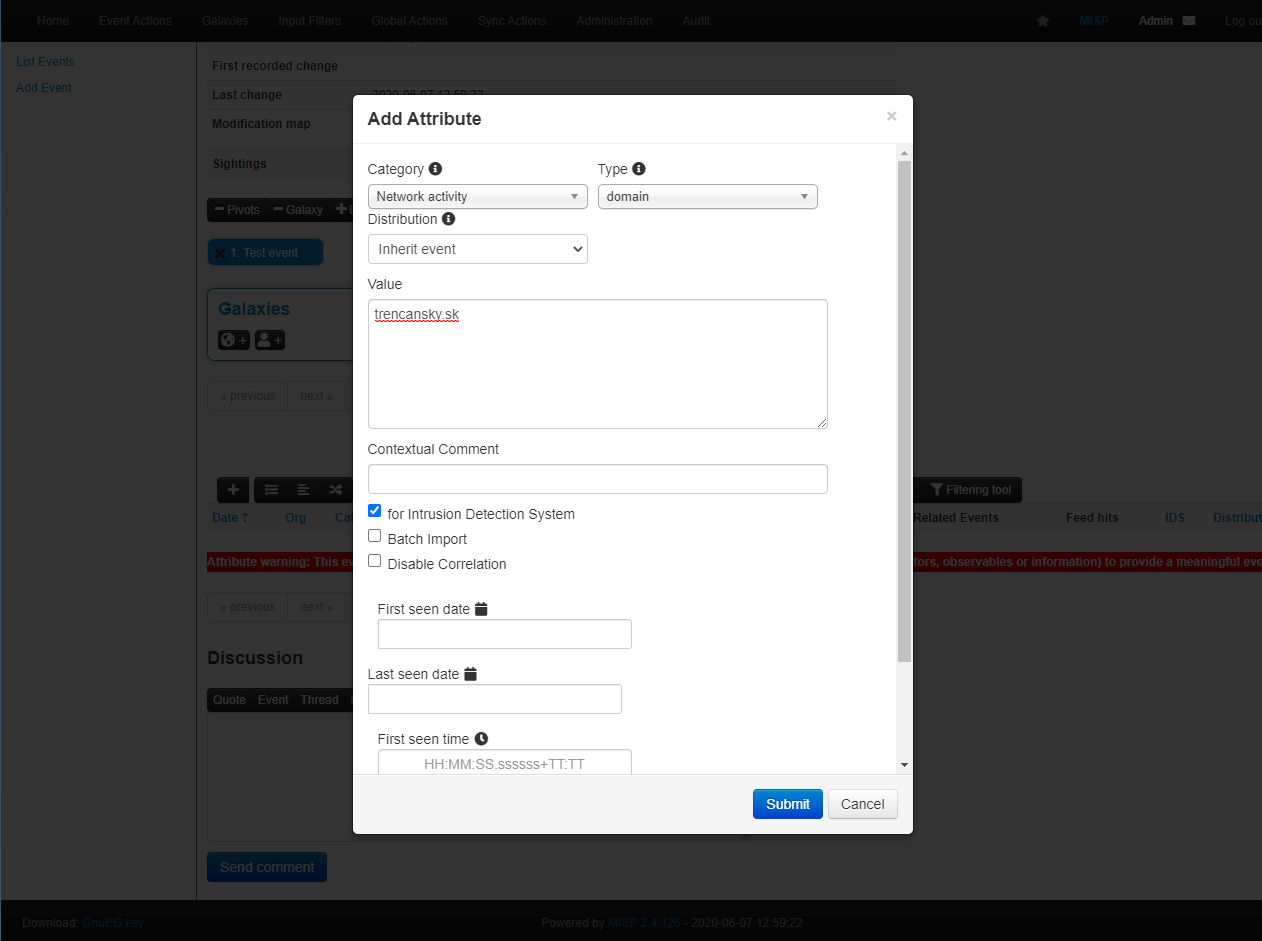 Home Event Actions Galaxies Input Filters Global Actions Sync Actions Administration Audit MISP Admin Log ou
List Events
Add Event
First recorded change
Last change 2020-06-07 12:59:22
Modification map
Sightings
Pivots Galaxy
1: Test event
Galaxies
+ +
« previous next »
Add Attribute ×
Category Type
Network activity domain
Distribution
Inherit event
Value
trencansky.sk
Contextual Comment
for Intrusion Detection System
Batch Import
Disable Correlation
First seen date
Last seen date
First seen time
HH:MM:SS.ssssss+TT:TT
Submit Cancel
Filtering tool
Date Org Cat Related Events Feed hits IDS Distribut
Attribute warning: This eve tors, observables or information) to provide a meaningful eve
« previous next »
Discussion
Quote Event Thread
Send comment
Download: GnuPG key Powered by MISP 2.4.126 - 2020-06-07 12:59:22